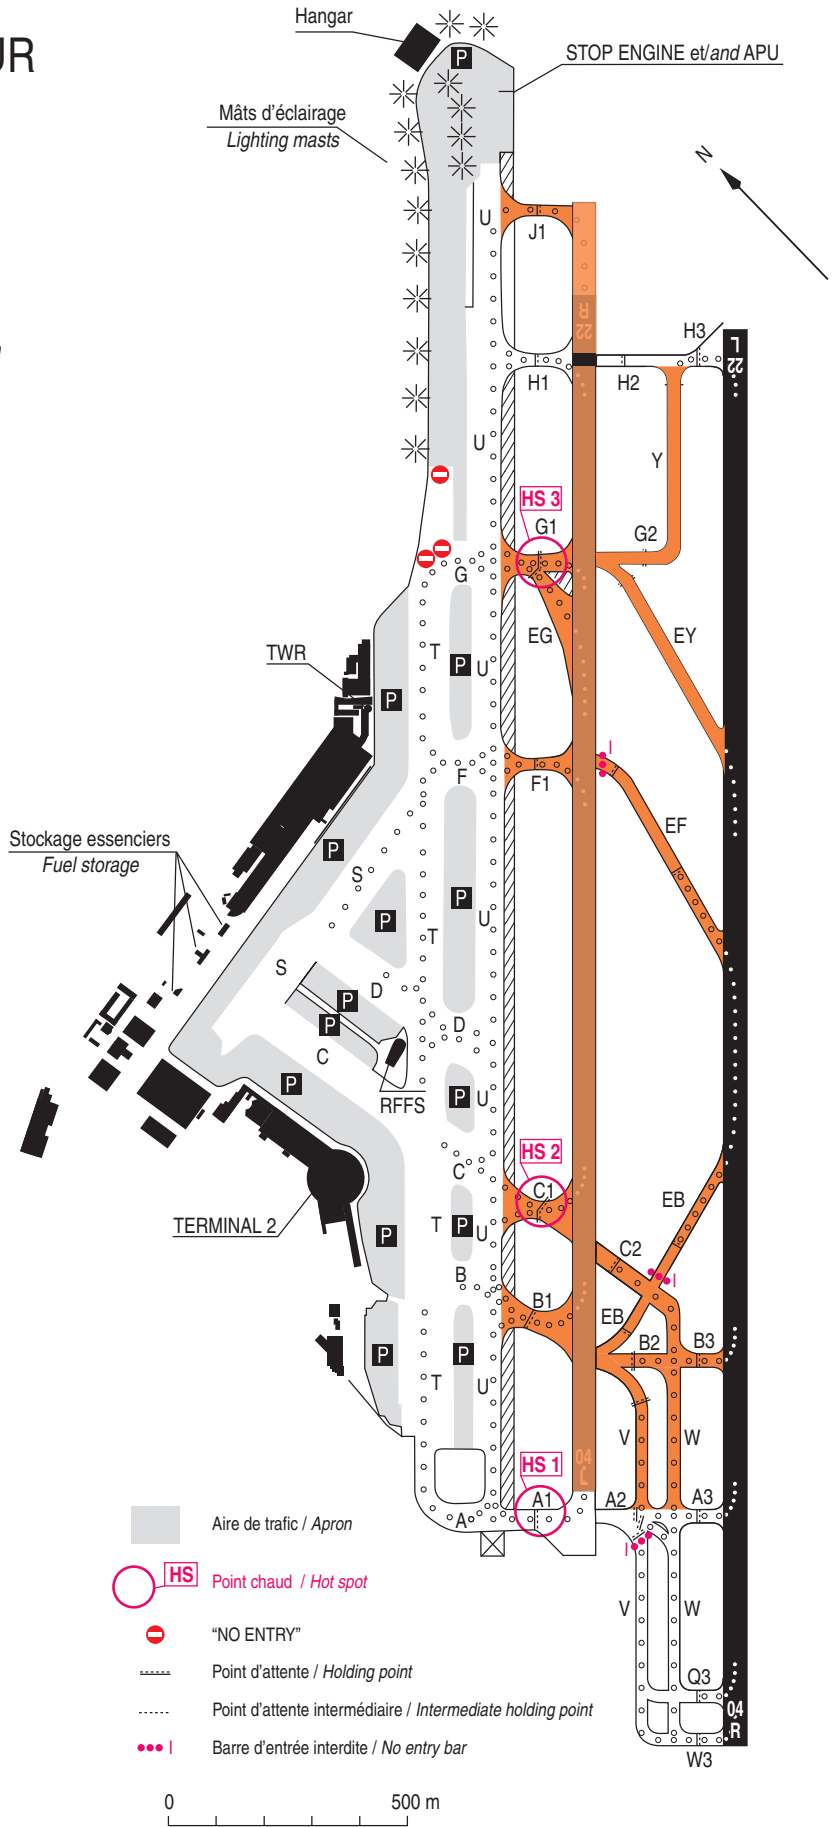 UR
Hangar
STOP ENGINE et/and APU
Mâts d'éclairage
Lighting masts
N
U
J1
22
R
H3
22
L
H1
H2
U
Y
HS 3
G1
G2
G
EG
EY
T
U
TWR
P
P
P
I
F
F1
EF
Stockage essenciers
Fuel storage
P
S
P
P
T
U
S
D
P
P
D
C
P
P
U
RFFS
HS 2
C
C1
EB
TERMINAL 2
P
T
P
U
C2
I
B
B1
EB
B2
B3
P
P
T
U
V
W
04
L
HS 1
A
A1
A2
A3
I
V
W
Q3
04
R
W3
Aire de trafic / Apron
HS
Point chaud / Hot spot
"NO ENTRY"
Point d'attente / Holding point
Point d'attente intermédiaire / Intermediate holding point
I
Barre d'entrée interdite / No entry bar
0
500 m